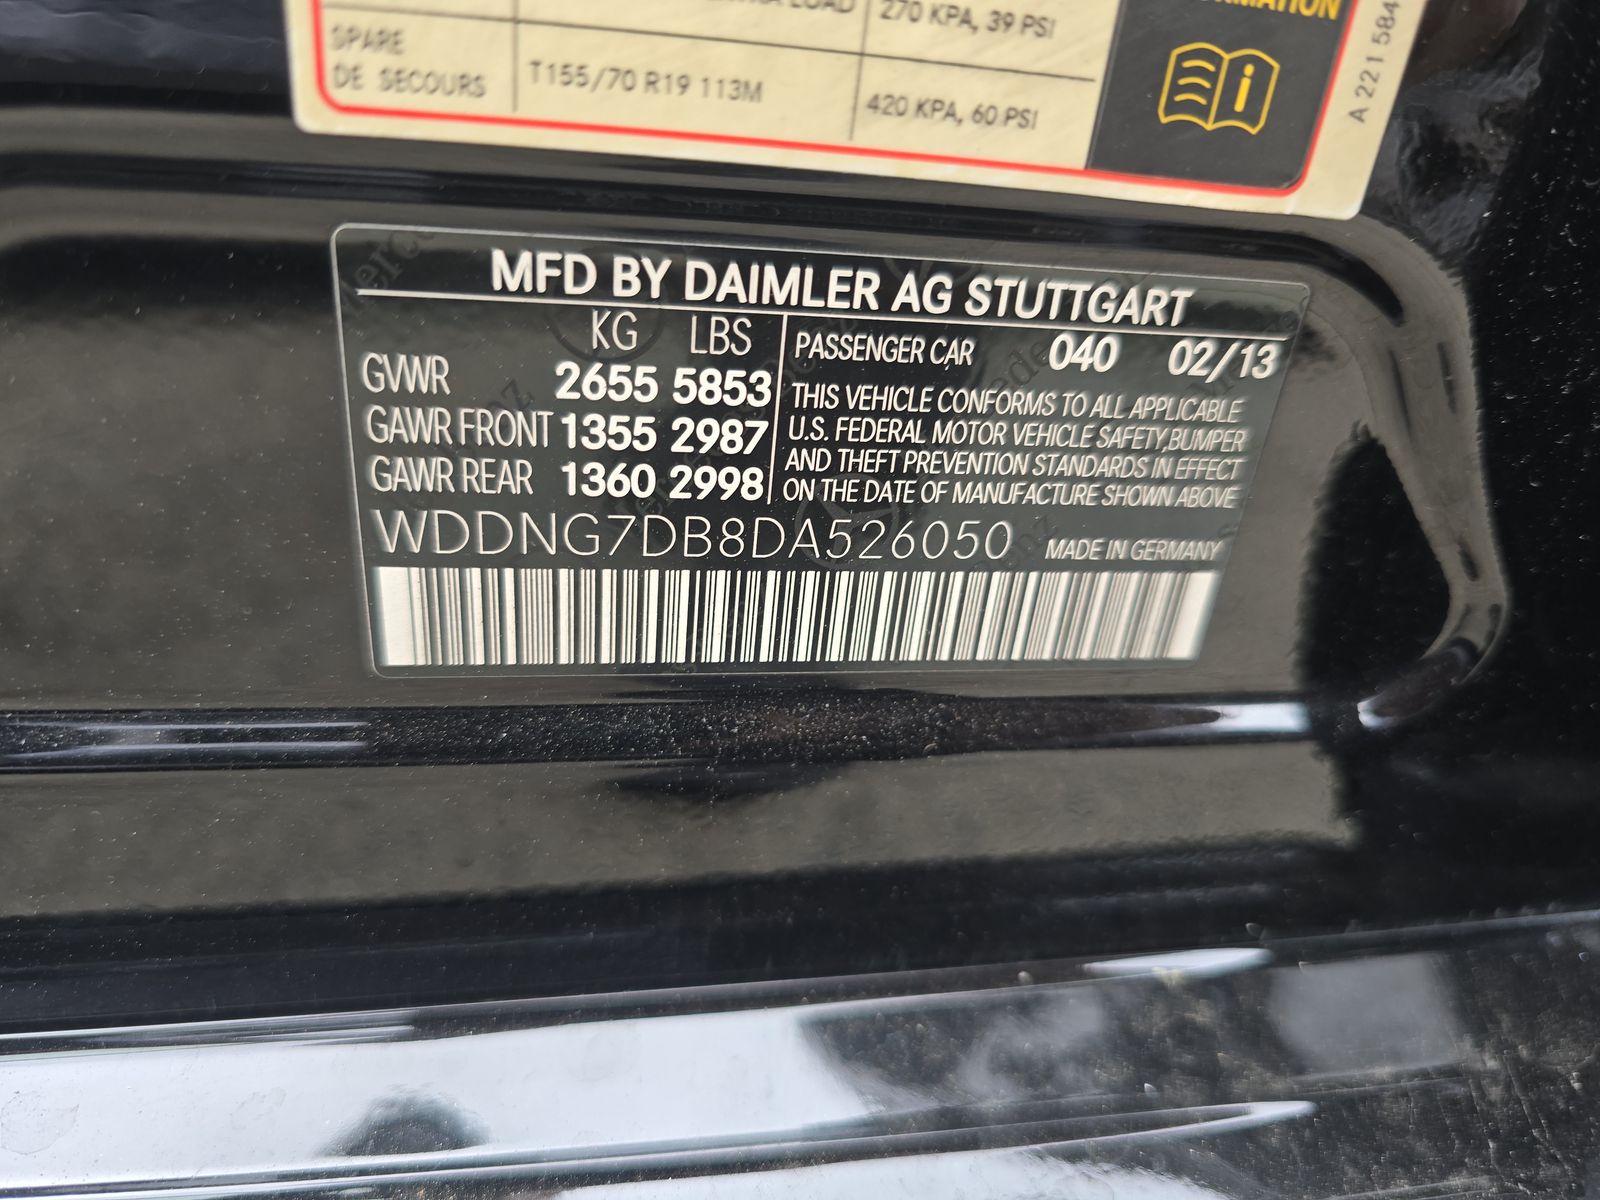 LOAD 270 KPA, 39 PSI
SPARE
DE SECOURS T155/70 R19 113M 420 KPA, 60 PSI
A 221 584
MFD BY DAIMLER AG STUTTGART
KG LBS
GVWR 2655 5853
GAWR FRONT 1355 2987
GAWR REAR 1360 2998
PASSENGER CAR 040 02/13
THIS VEHICLE CONFORMS TO ALL APPLICABLE
U.S. FEDERAL MOTOR VEHICLE SAFETY,BUMPER
AND THEFT PREVENTION STANDARDS IN EFFECT
ON THE DATE OF MANUFACTURE SHOWN ABOVE
WDDNG7DB8DA526050 MADE IN GERMANY